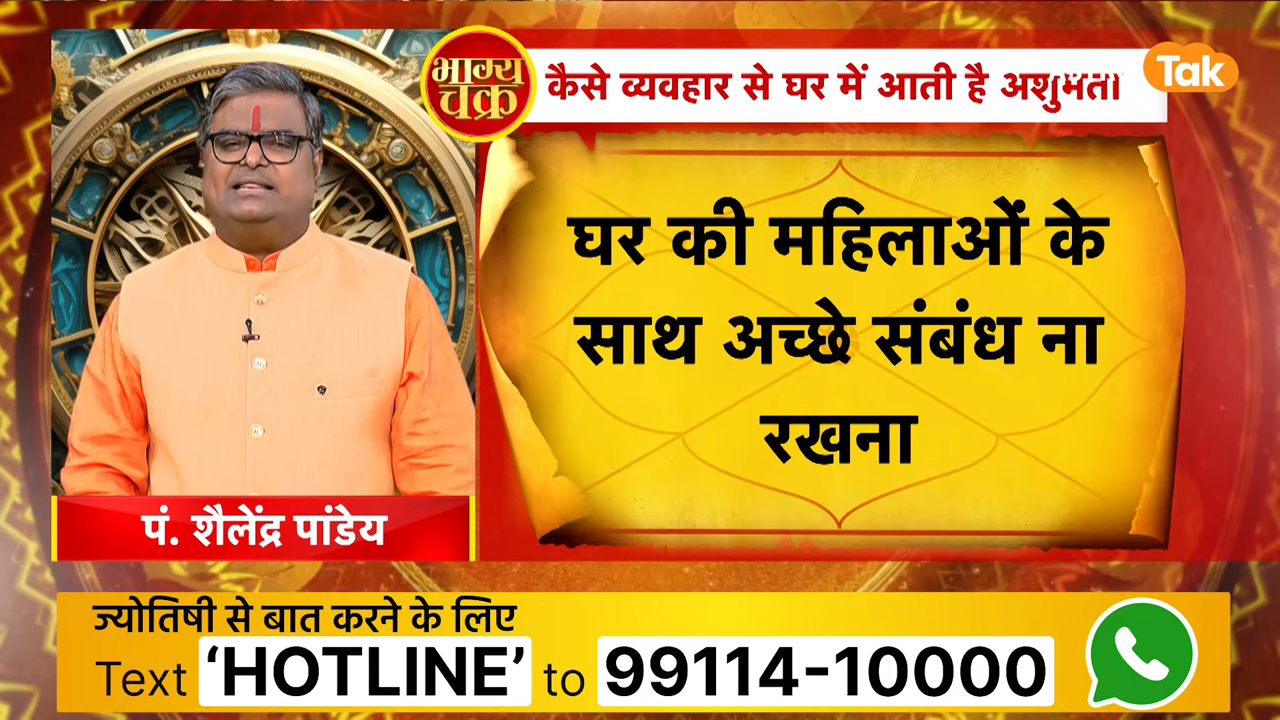 भाग्य
चक्र
कैसे व्यवहार से घर में आती है अशुभता
Tak
घर की महिलाओं के
साथ अच्छे संबंध ना
रखना
पं. शैलेंद्र पांडेय
ज्योतिषी से बात करने के लिए
Text ‘HOTLINE’ to 99114-10000